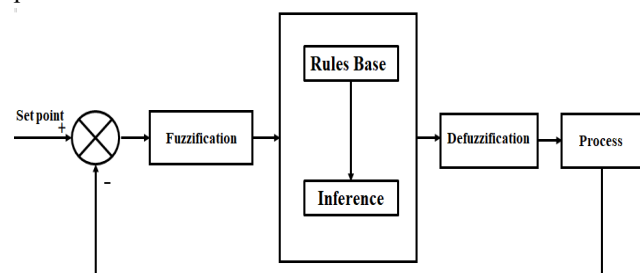 Set point
+
-
Fuzzification
Rules Base
Inference
Defuzzification
Process